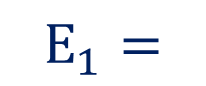 E₁ =